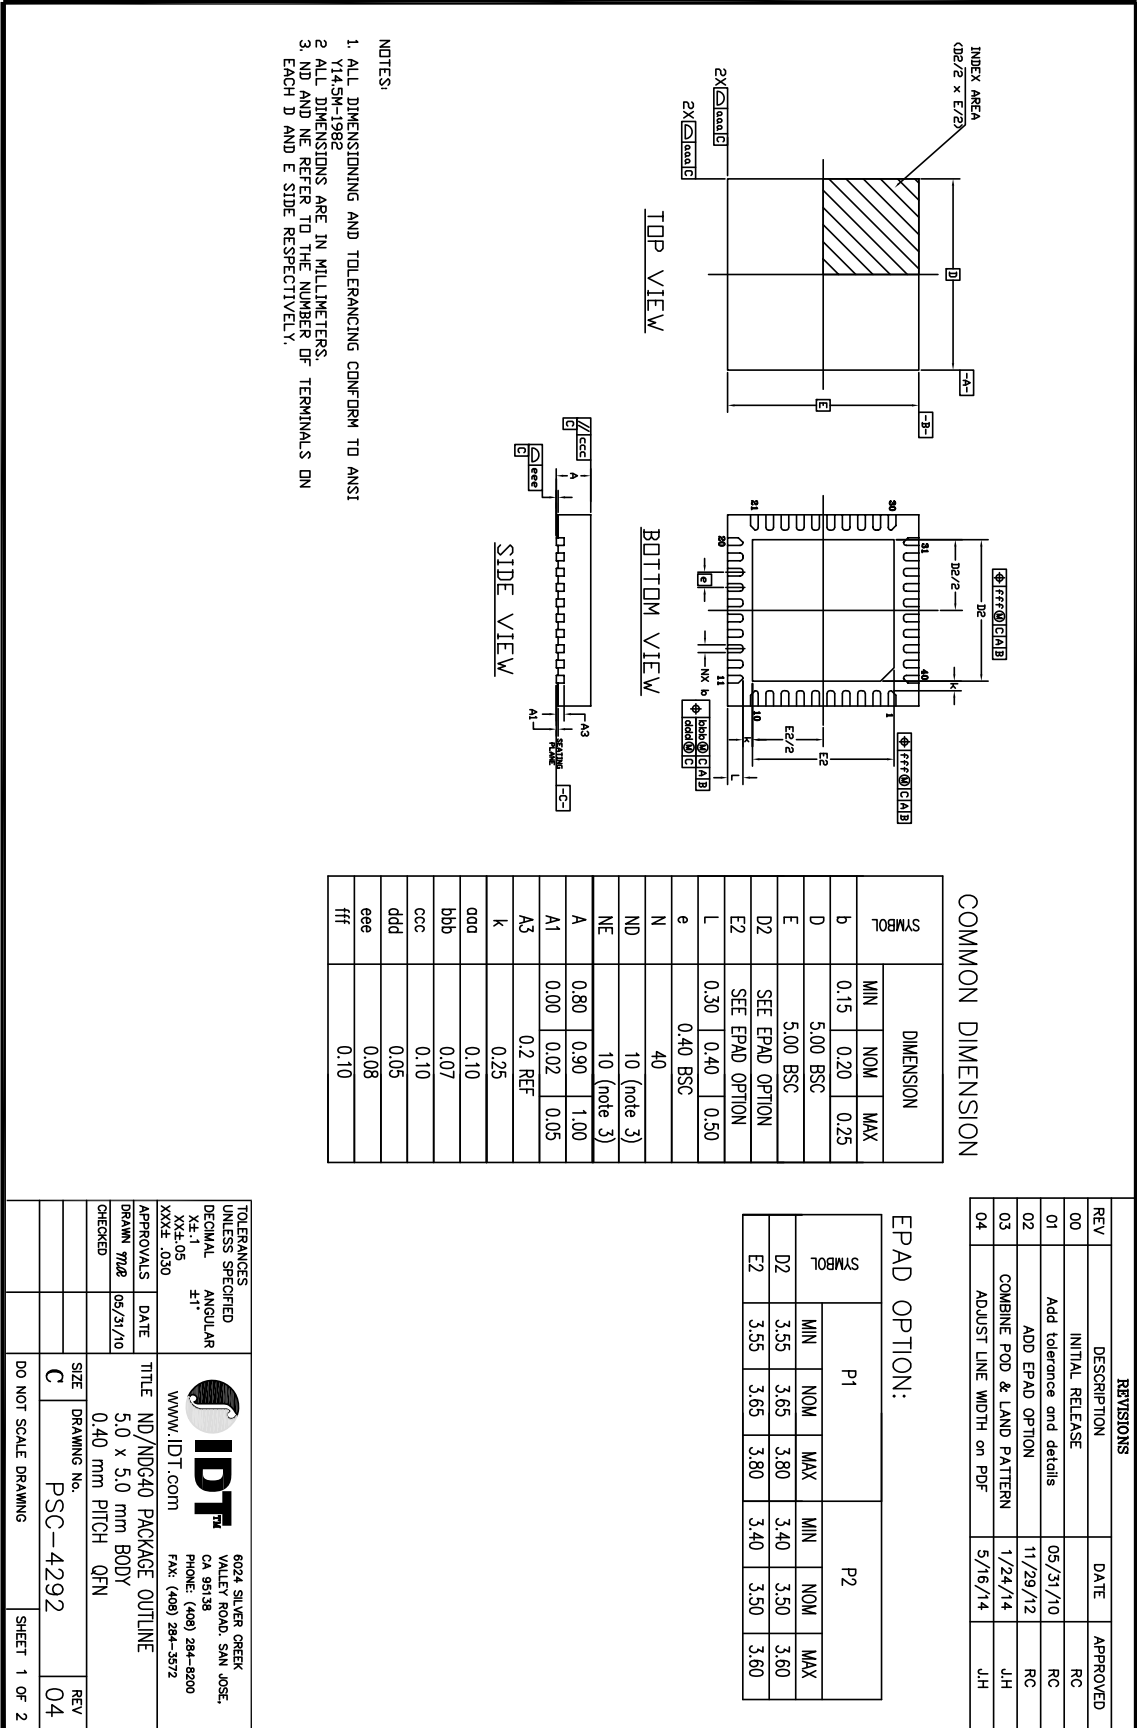 INDEX AREA
(D2/2 x E/2)
2X aaa C
2X aaa C
D
E
-A-
-B-
TOP VIEW
fff M C A B
D2
D2/2
k
31
40
30
21
1
10
20
11
e
NX b
bbb M C A B
ddd M C
E2/2
E2
k
L
fff M C A B
BOTTOM VIEW
// ccc C
eee C
A
A3
A1
SEATING
PLANE
-C-
SIDE VIEW
NOTES:
1. ALL DIMENSIONING AND TOLERANCING CONFORM TO ANSI
Y14.5M-1982
2 ALL DIMENSIONS ARE IN MILLIMETERS.
3. ND AND NE REFER TO THE NUMBER OF TERMINALS ON
EACH D AND E SIDE RESPECTIVELY.
COMMON DIMENSION
SYMBOL DIMENSION
MIN NOM MAX
b 0.15 0.20 0.25
D 5.00 BSC
E 5.00 BSC
D2 SEE EPAD OPTION
E2 SEE EPAD OPTION
L 0.30 0.40 0.50
e 0.40 BSC
N 40
ND 10 (note 3)
NE 10 (note 3)
A 0.80 0.90 1.00
A1 0.00 0.02 0.05
A3 0.2 REF
k 0.25
aaa 0.10
bbb 0.07
ccc 0.10
ddd 0.05
eee 0.08
fff 0.10
REVISIONS
REV DESCRIPTION DATE APPROVED
00 INITIAL RELEASE RC
01 Add tolerance and details 05/31/10 RC
02 ADD EPAD OPTION 11/29/12 RC
03 COMBINE POD & LAND PATTERN 1/24/14 J.H
04 ADJUST LINE WIDTH on PDF 5/16/14 J.H
EPAD OPTION:
SYMBOL P1 P2
MIN NOM MAX MIN NOM MAX
D2 3.55 3.65 3.80 3.40 3.50 3.60
E2 3.55 3.65 3.80 3.40 3.50 3.60
TOLERANCES
UNLESS SPECIFIED
DECIMAL ANGULAR
X±.1 ±1°
XX±.05
XXX±.030
APPROVALS DATE
DRAWN 05/31/10
CHECKED
IDT™
www.IDT.com
6024 SILVER CREEK
VALLEY ROAD. SAN JOSE,
CA 95138
PHONE: (408) 284-8200
FAX: (408) 284-3572
TITLE ND/NDG40 PACKAGE OUTLINE
5.0 x 5.0 mm BODY
0.40 mm PITCH QFN
SIZE DRAWING No. REV
C PSC-4292 04
DO NOT SCALE DRAWING SHEET 1 OF 2